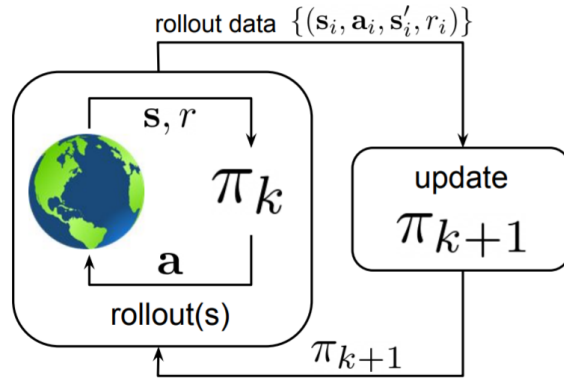 rollout data {(s_i, a_i, s'_i, r_i)}
s, r
π_k
a
rollout(s)
update
π_{k+1}
π_{k+1}